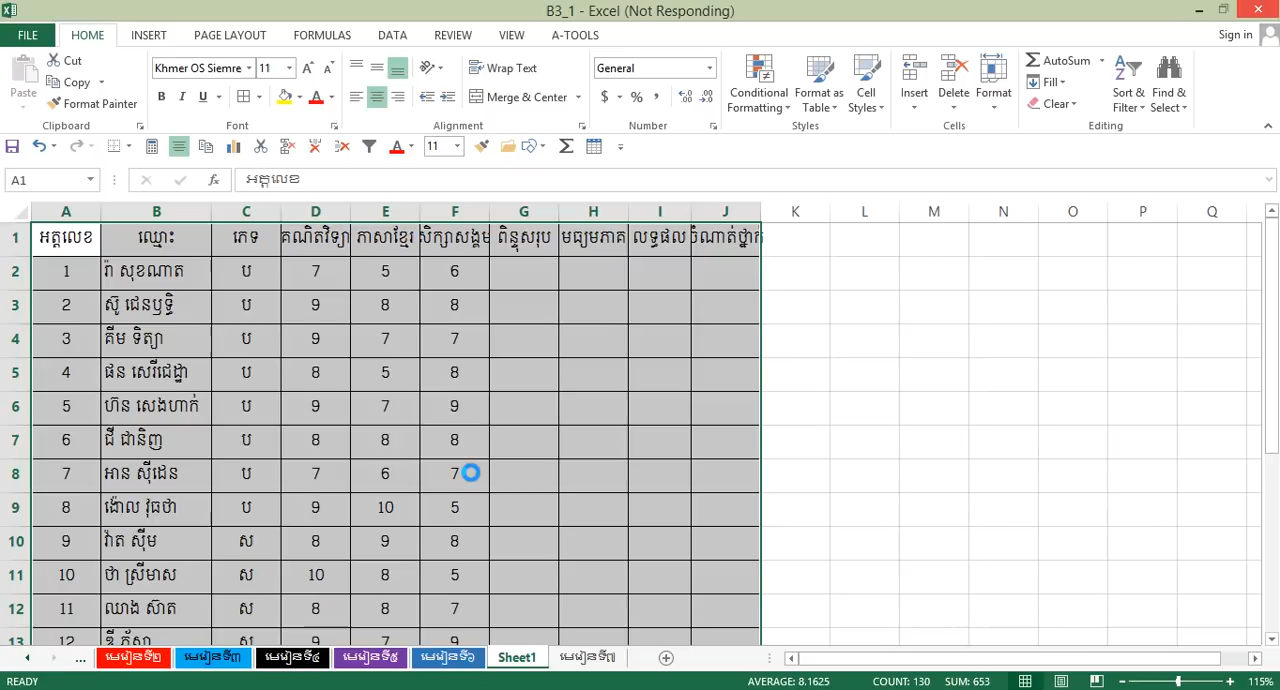 B3_1 - Excel (Not Responding)
FILE HOME INSERT PAGE LAYOUT FORMULAS DATA REVIEW VIEW A-TOOLS Sign in
Paste Cut Copy Format Painter Clipboard
Khmer OS Siemre 11 B I U Font
Wrap Text Merge & Center Alignment
General $ % , Number
Conditional Formatting Format as Table Cell Styles Styles
Insert Delete Format Cells
AutoSum Fill Clear Sort & Filter Find & Select Editing
11
A1 fx អត្តលេខ
A B C D E F G H I J K L M N O P Q
1 អត្តលេខ ឈ្មោះ ភេទ គណិតវិទ្យា ភាសាខ្មែរ សិក្សាសង្គម ពិន្ទុសរុប មធ្យមភាគ លទ្ធផល ចំណាត់ថ្នាក់
2 1 រ៉ា សុខណាត ប 7 5 6
3 2 ស៊ូ ជេនឫទ្ធិ ប 9 8 8
4 3 គីម ទិត្យា ប 9 7 7
5 4 ផន សេរីជេដ្ឋា ប 8 5 8
6 5 ហ៊ន សេងហាក់ ប 9 7 9
7 6 ជី ជានិញ ប 8 8 8
8 7 អាន ស៊ីដេន ប 7 6 7
9 8 ង៉ោល វុធថា ប 9 10 5
10 9 វ៉ាត ស៊ីម ស 8 9 8
11 10 ថា ស្រីមាស ស 10 8 5
12 11 ឈាង ស៊ាត ស 8 8 7
13 12 ស 9 7 9
... មេរៀនទី២ មេរៀនទី៣ មេរៀនទី៤ មេរៀនទី៥ មេរៀនទី៦ Sheet1 មេរៀនទី៧
READY AVERAGE: 8.1625 COUNT: 130 SUM: 653 115%